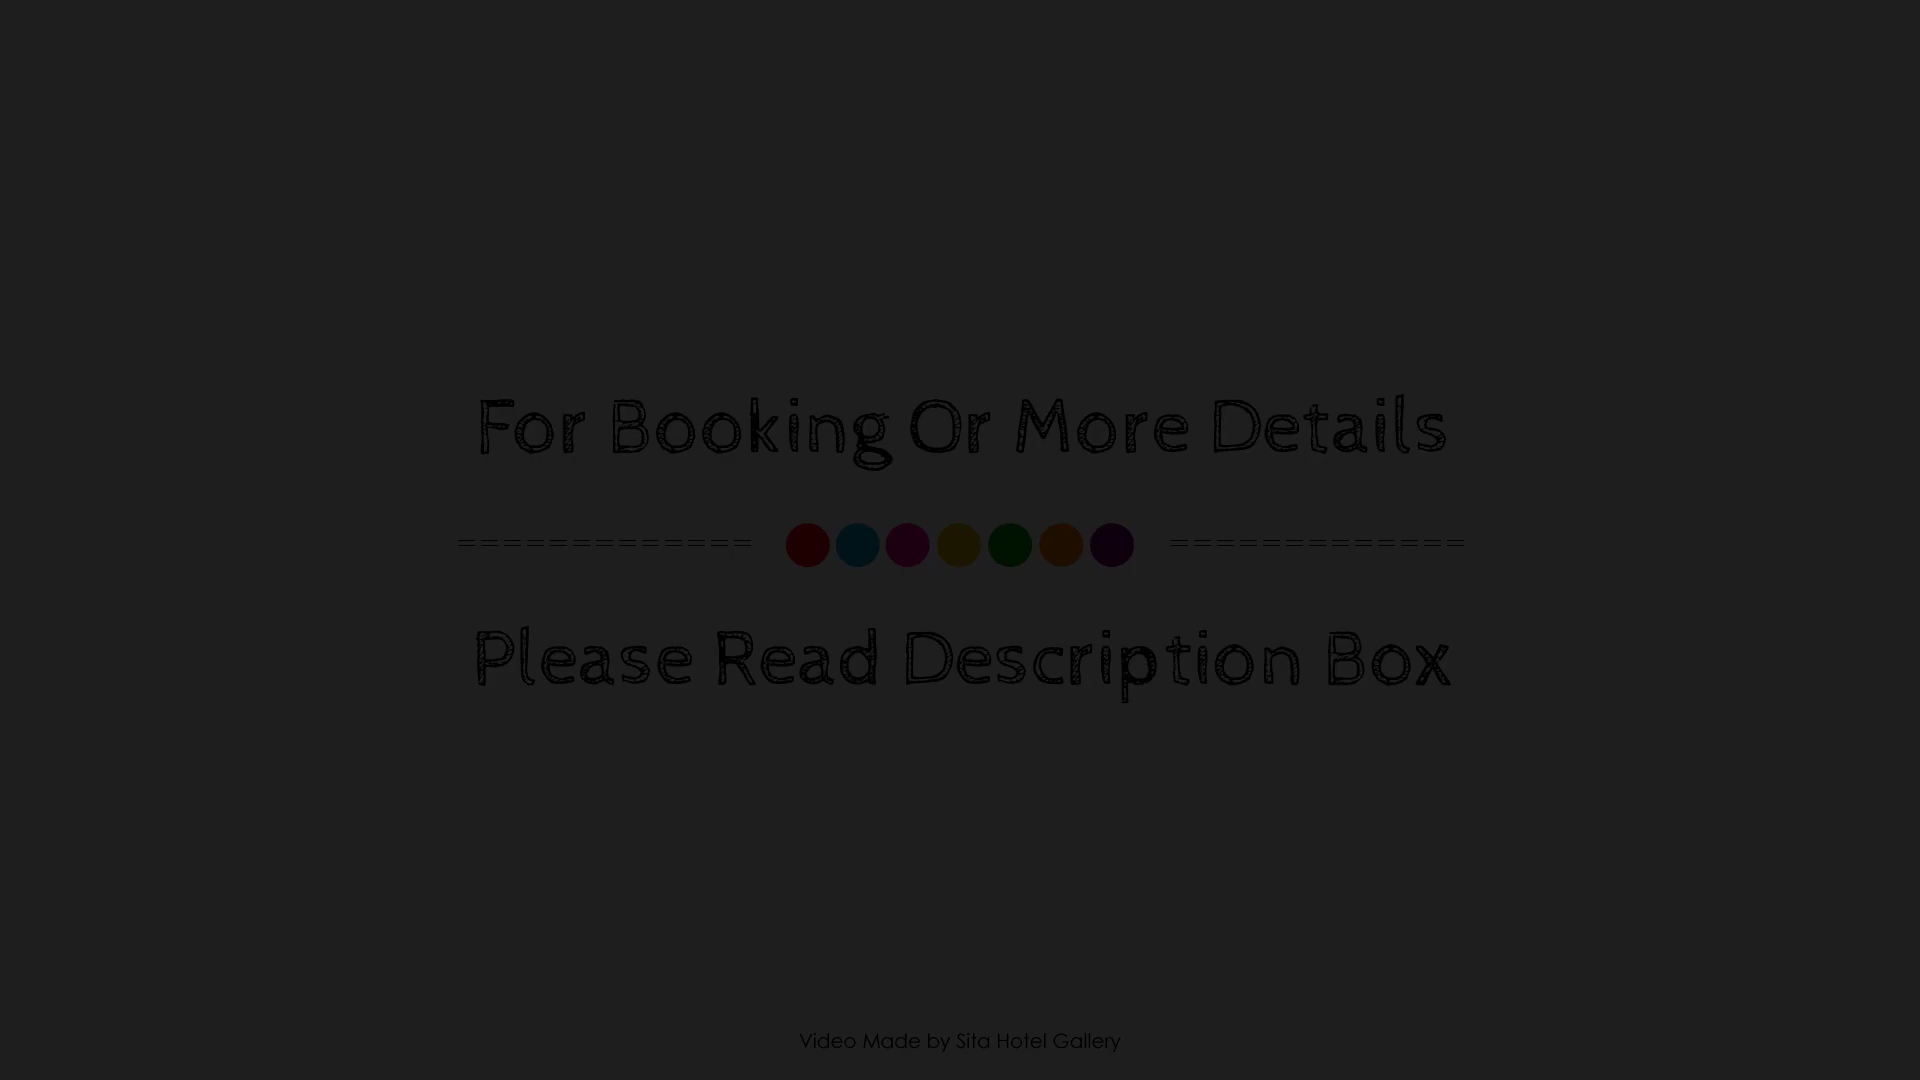 For Booking Or More Details
============= =============
Please Read Description Box
Video Made by Sita Hotel Gallery